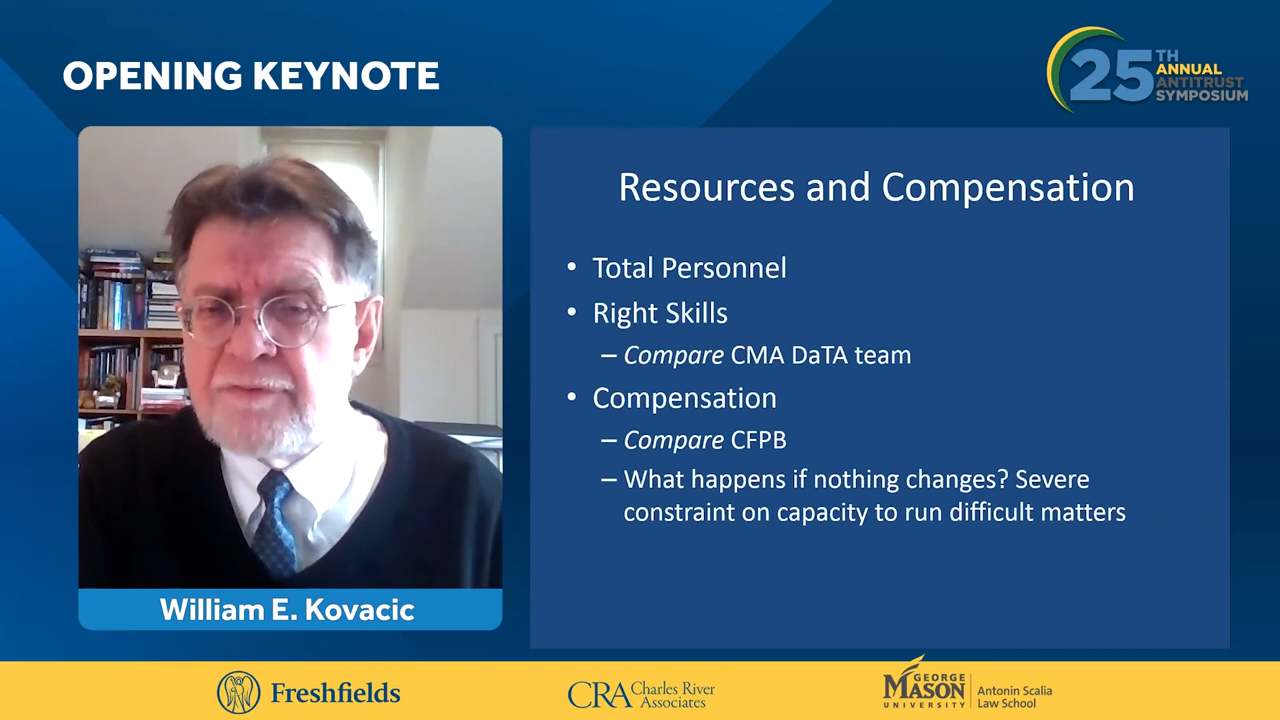 OPENING KEYNOTE
25TH
ANNUAL
ANTITRUST
SYMPOSIUM
Resources and Compensation
• Total Personnel
• Right Skills
– Compare CMA DaTA team
• Compensation
– Compare CFPB
– What happens if nothing changes? Severe
constraint on capacity to run difficult matters
William E. Kovacic
Freshfields
CRA Charles River
Associates
GEORGE
MASON
UNIVERSITY
Antonin Scalia
Law School